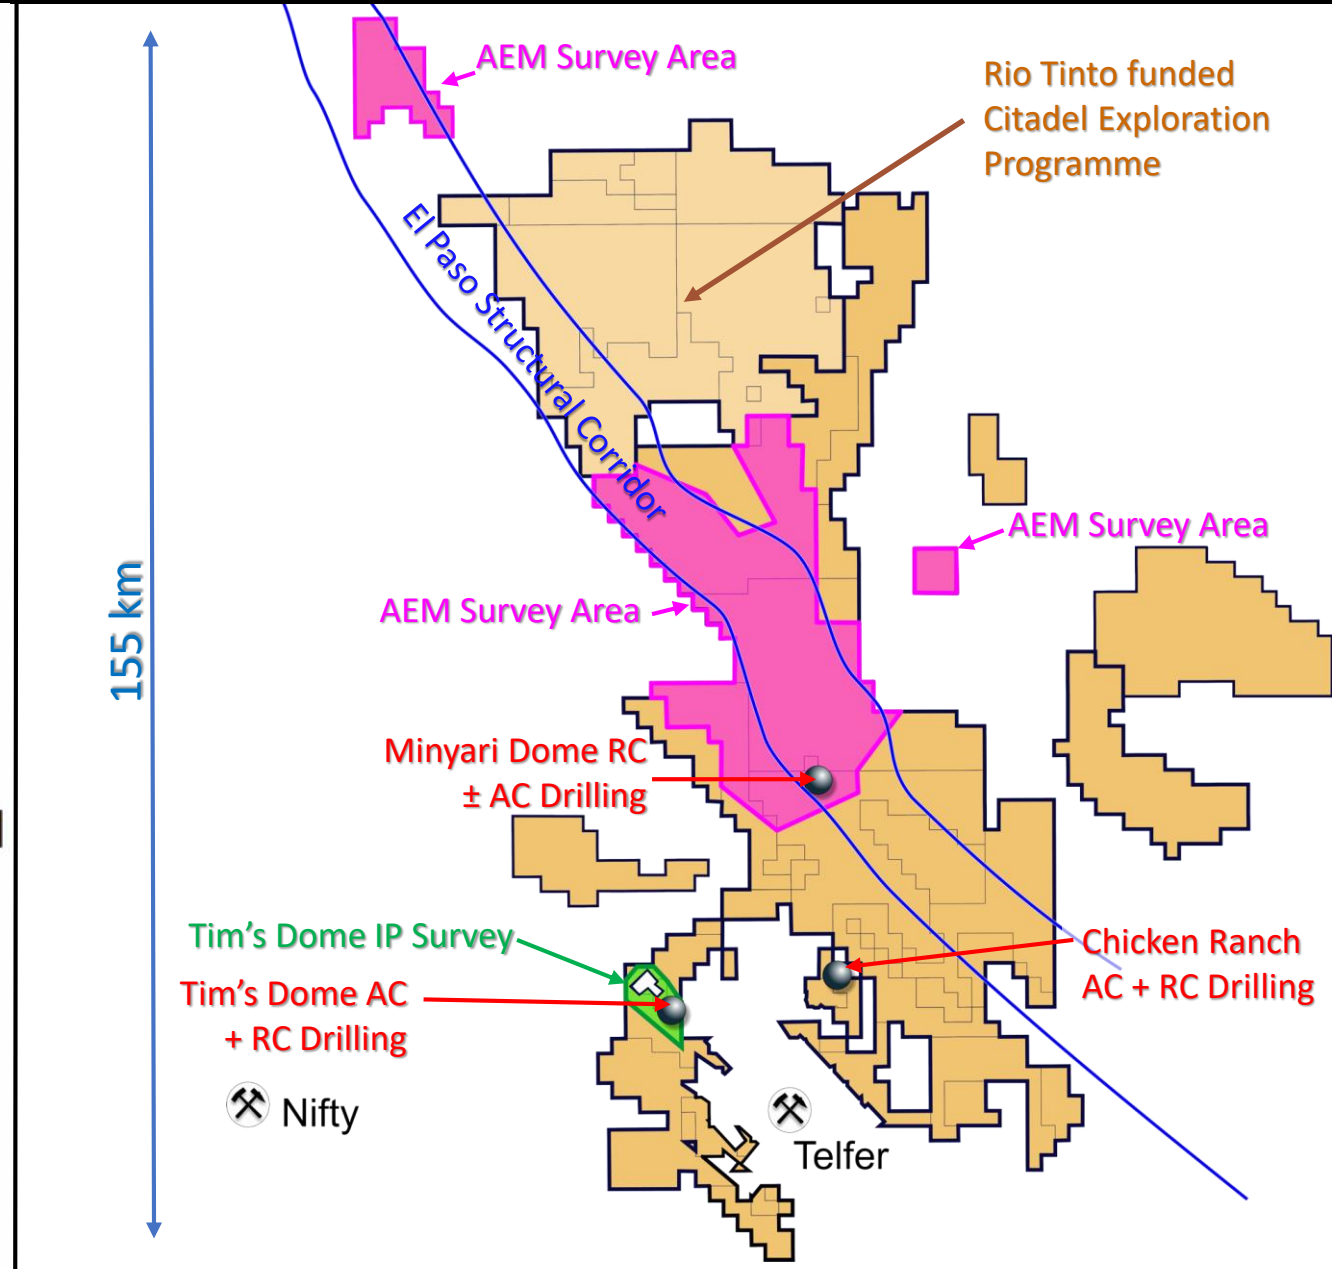 AEM Survey Area
Rio Tinto funded
Citadel Exploration
Programme
El Paso Structural Corridor
AEM Survey Area
AEM Survey Area
155 km
Minyari Dome RC
± AC Drilling
Tim's Dome IP Survey
Chicken Ranch
AC + RC Drilling
Tim's Dome AC
+ RC Drilling
Nifty
Telfer